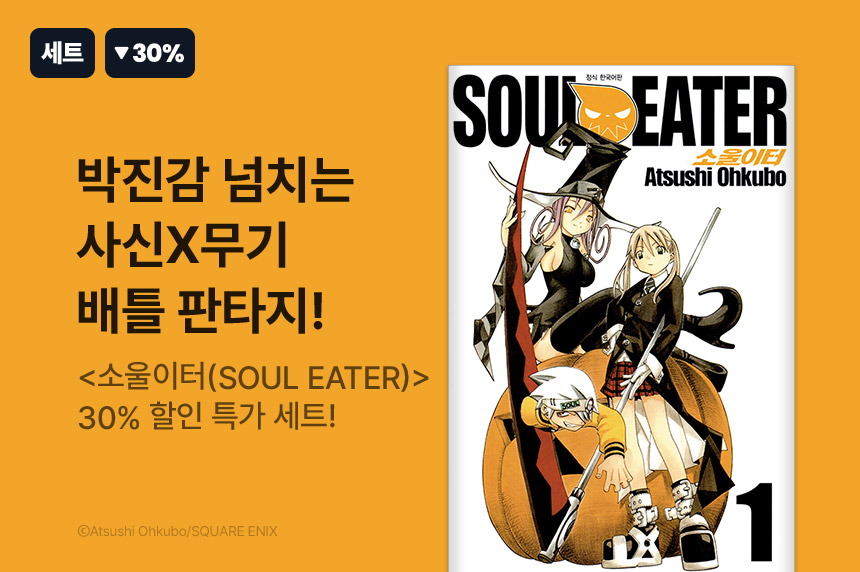 세트
▼30%
박진감 넘치는
사신X무기
배틀 판타지!
<소울이터(SOUL EATER)>
30% 할인 특가 세트!
©Atsushi Ohkubo/SQUARE ENIX
정식 한국어판
SOUL EATER
소울이터
Atsushi Ohkubo
SOUL
1